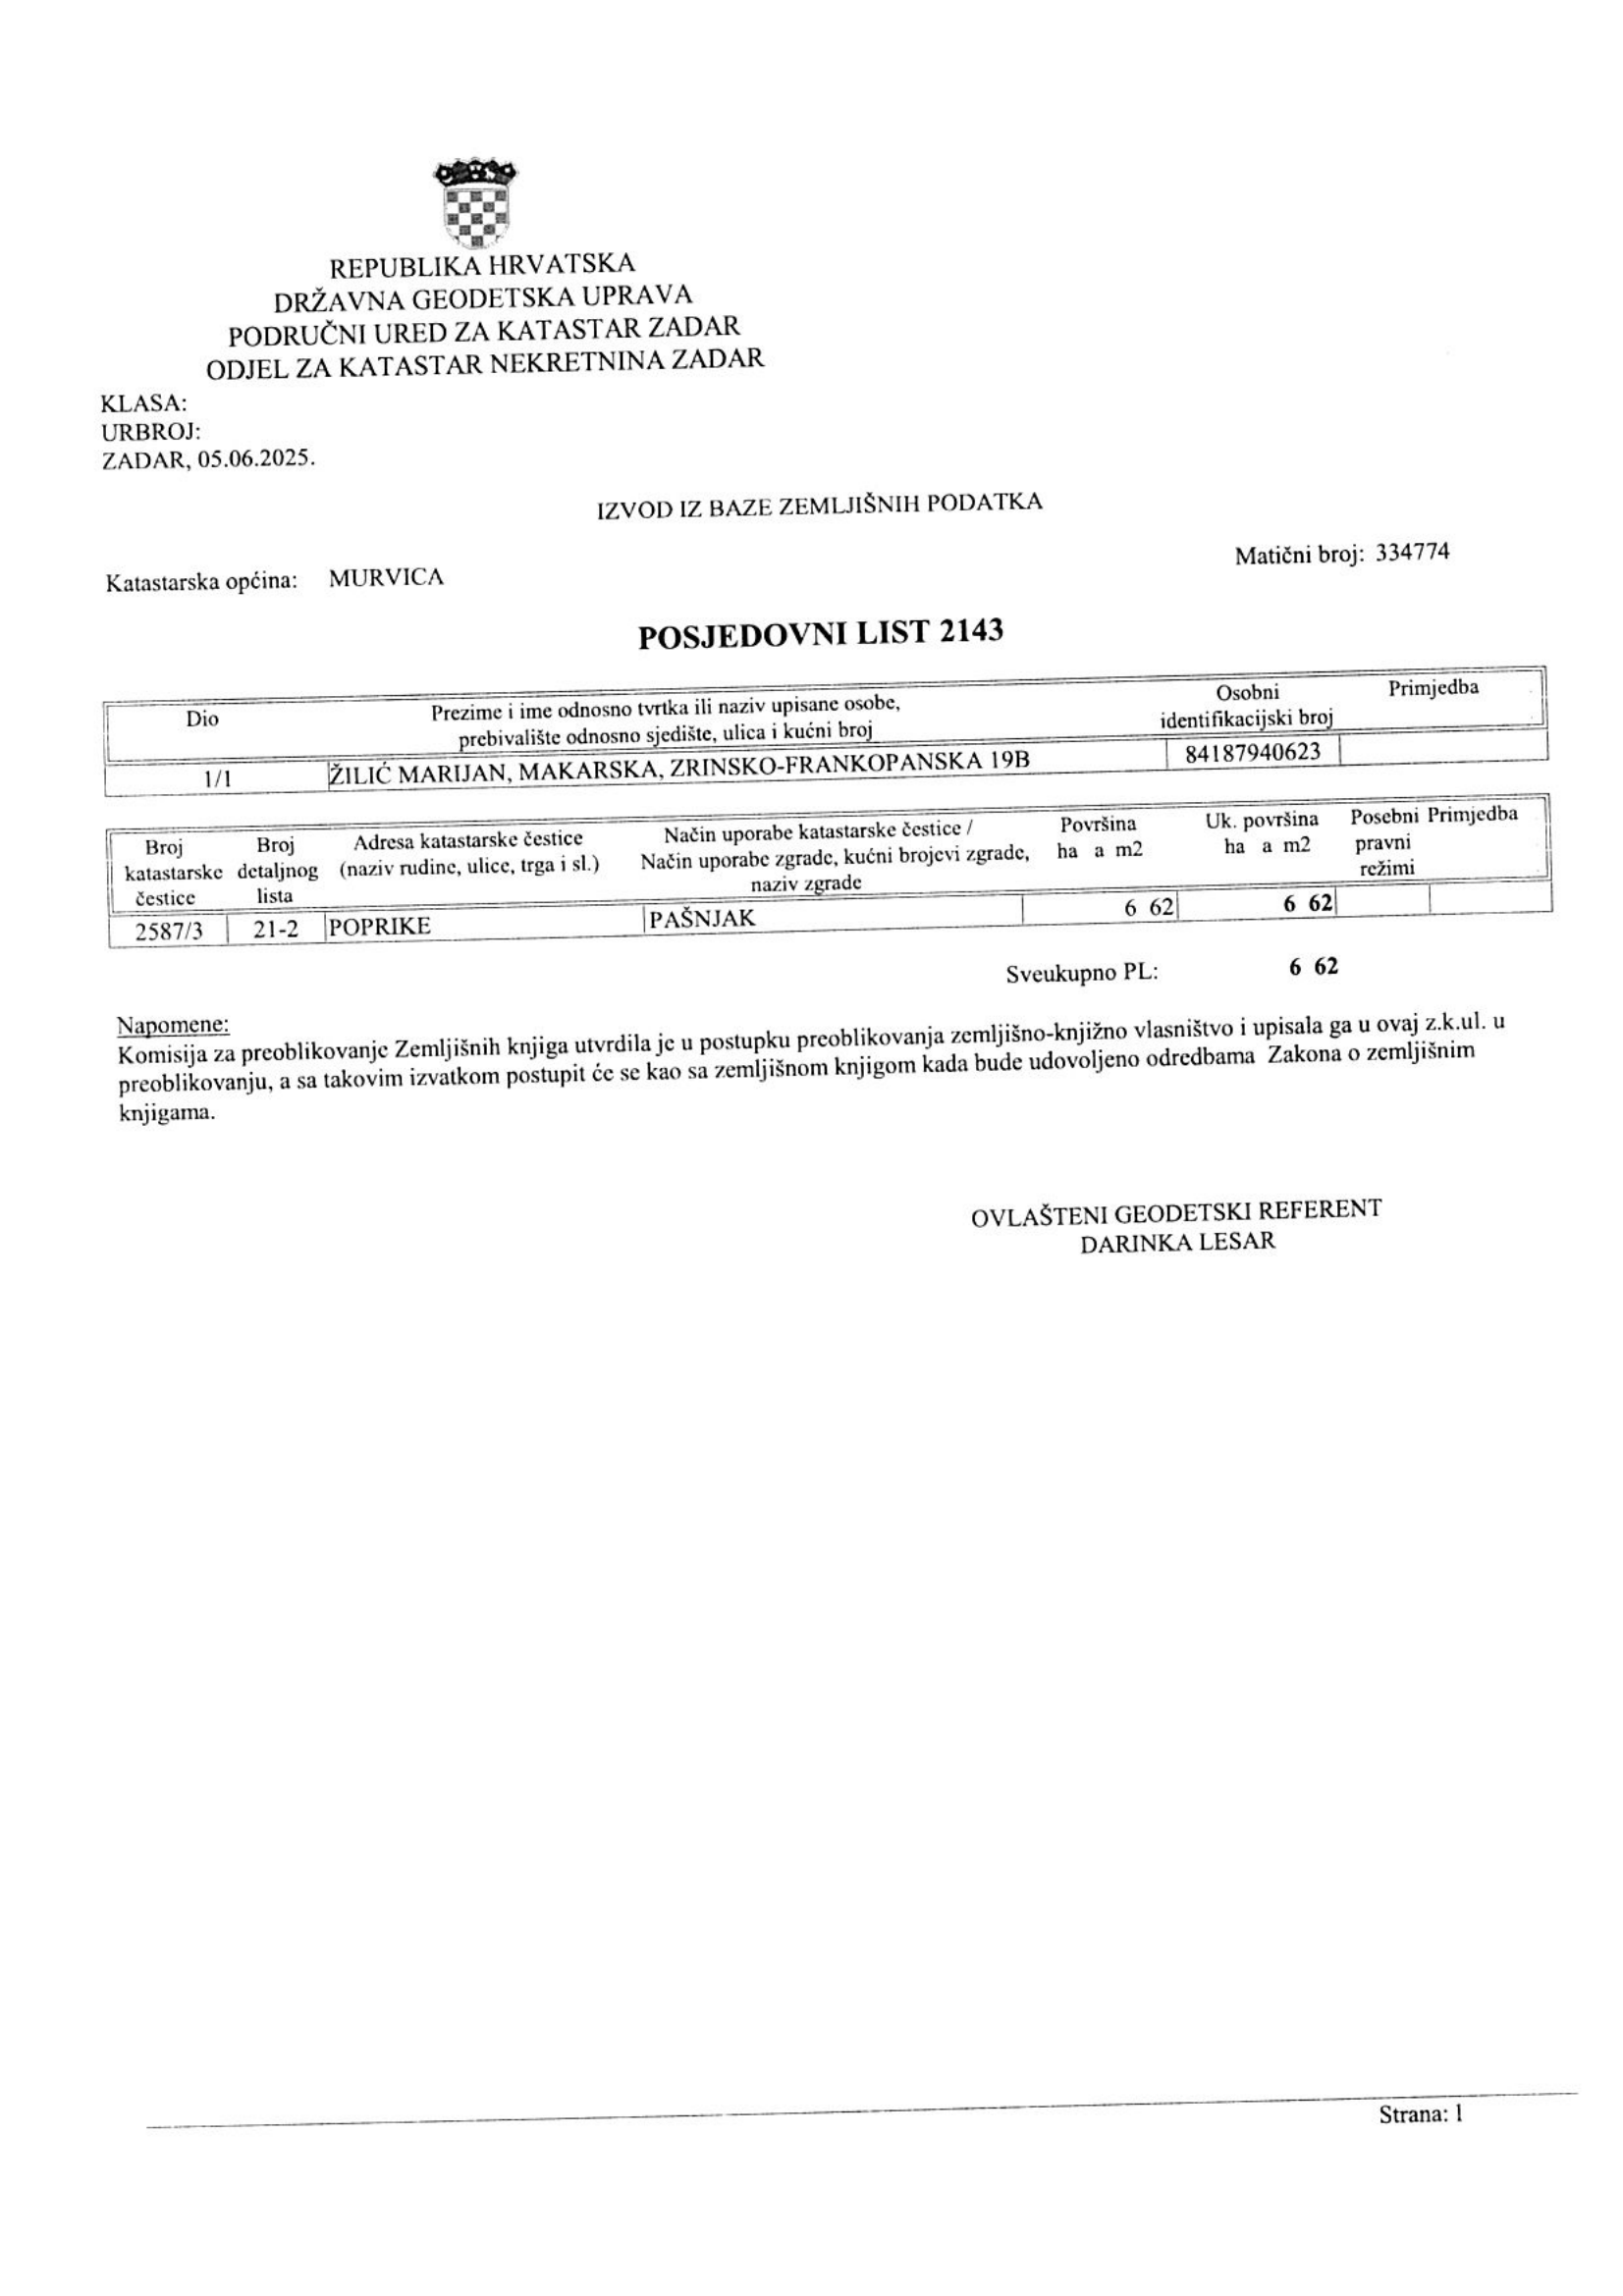 REPUBLIKA HRVATSKA
DRŽAVNA GEODETSKA UPRAVA
PODRUČNI URED ZA KATASTAR ZADAR
ODJEL ZA KATASTAR NEKRETNINA ZADAR
KLASA:
URBROJ:
ZADAR, 05.06.2025.
IZVOD IZ BAZE ZEMLJIŠNIH PODATKA
Katastarska općina: MURVICA
Matični broj: 334774
POSJEDOVNI LIST 2143
Dio
Prezime i ime odnosno tvrtka ili naziv upisane osobe,
prebivalište odnosno sjedište, ulica i kućni broj
Osobni
identifikacijski broj
Primjedba
1/1 ŽILIĆ MARIJAN, MAKARSKA, ZRINSKO-FRANKOPANSKA 19B 84187940623
Broj
katastarske
čestice
Broj
detaljnog
lista
Adresa katastarske čestice
(naziv rudine, ulice, trga i sl.)
Način uporabe katastarske čestice /
Način uporabe zgrade, kućni brojevi zgrade,
naziv zgrade
Površina
ha a m2
Uk. površina
ha a m2
Posebni
pravni
režimi
Primjedba
2587/3 21-2 POPRIKE PAŠNJAK 6 62 6 62
Sveukupno PL: 6 62
Napomene:
Komisija za preoblikovanje Zemljišnih knjiga utvrdila je u postupku preoblikovanja zemljišno-knjižno vlasništvo i upisala ga u ovaj z.k.ul. u
preoblikovanju, a sa takovim izvatkom postupit će se kao sa zemljišnom knjigom kada bude udovoljeno odredbama Zakona o zemljišnim
knjigama.
OVLAŠTENI GEODETSKI REFERENT
DARINKA LESAR
Strana: 1